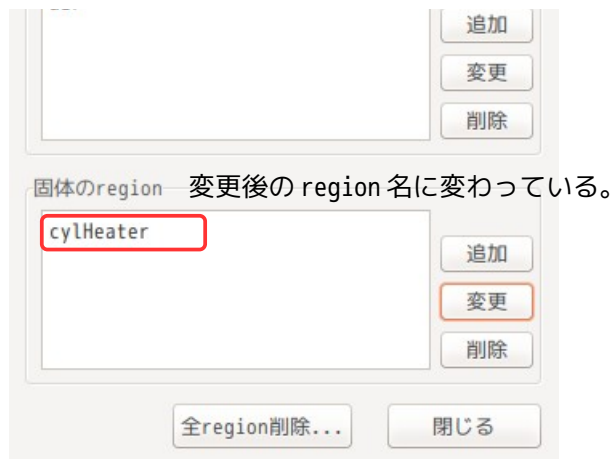 追加
変更
削除
固体のregion 変更後の region 名に変わっている。
cylHeater
追加
変更
削除
全region削除...
閉じる